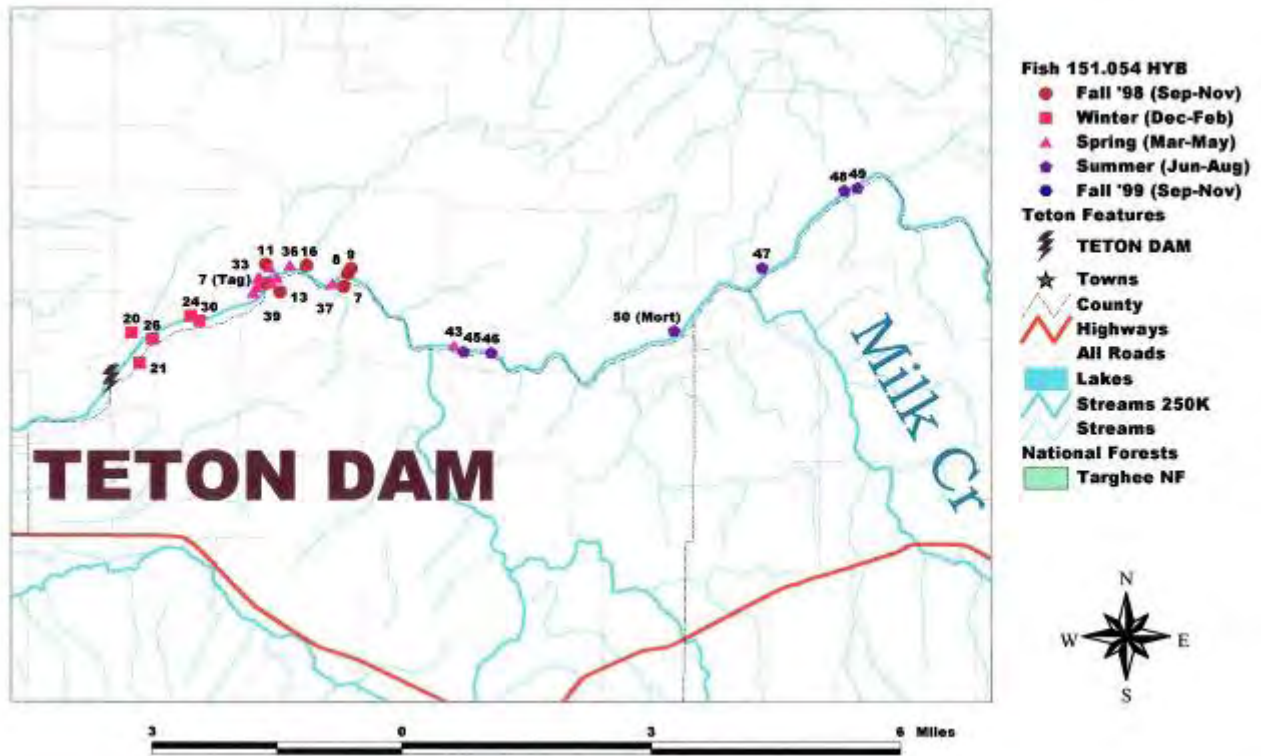 48 49
11 36 16 8 9
47
33
7 (Tag)
13 37 7
39
24 30
20 26
50 (Mort)
43 45 46
21
Milk Cr
TETON DAM
3 0 3 6 Miles
Fish 151.054 HYB
Fall '98 (Sep-Nov)
Winter (Dec-Feb)
Spring (Mar-May)
Summer (Jun-Aug)
Fall '99 (Sep-Nov)
Teton Features
TETON DAM
Towns
County
Highways
All Roads
Lakes
Streams 250K
Streams
National Forests
Targhee NF
N
W E
S